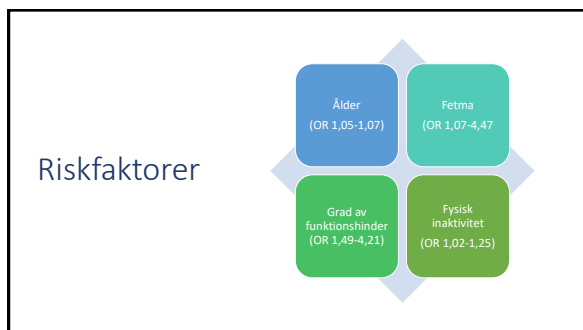 Riskfaktorer
Ålder
(OR 1,05-1,07)
Fetma
(OR 1,07-4,47
Grad av
funktionshinder
(OR 1,49-4,21)
Fysisk
inaktivitet
(OR 1,02-1,25)